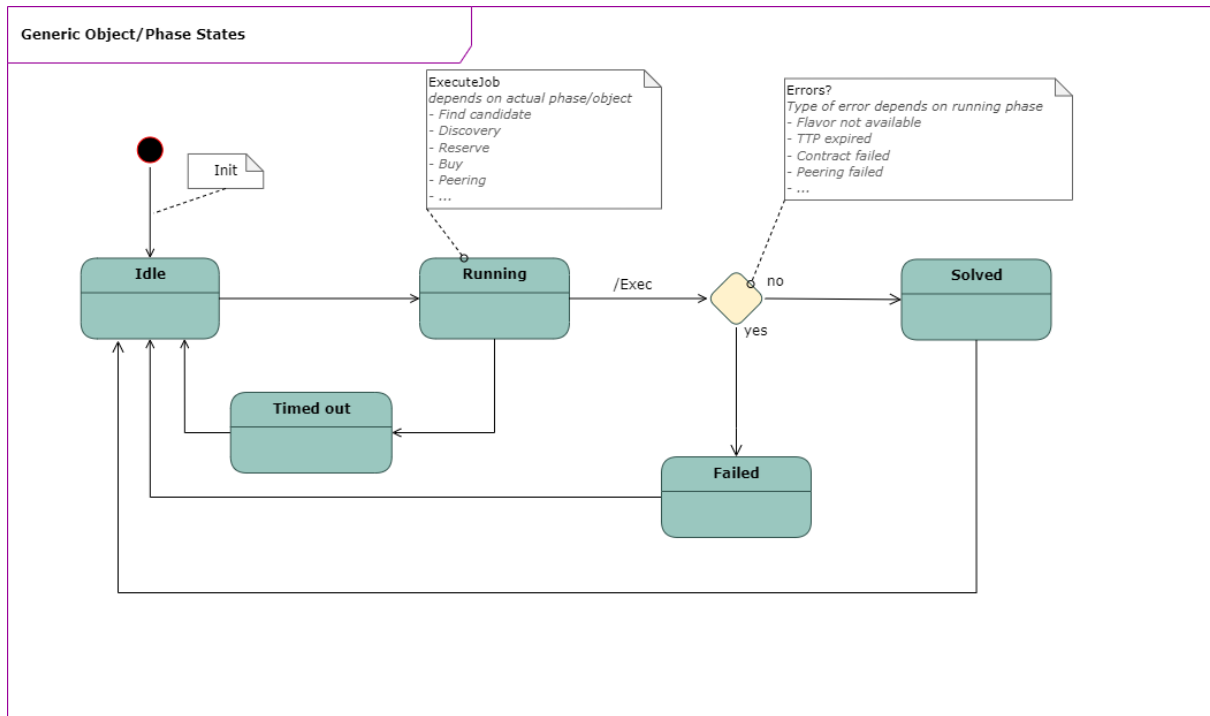 Generic Object/Phase States
ExecuteJob
depends on actual phase/object
- Find candidate
- Discovery
- Reserve
- Buy
- Peering
- ...
Errors?
Type of error depends on running phase
- Flavor not available
- TTP expired
- Contract failed
- Peering failed
- ...
Init
Idle
Running
/Exec
no
yes
Solved
Timed out
Failed